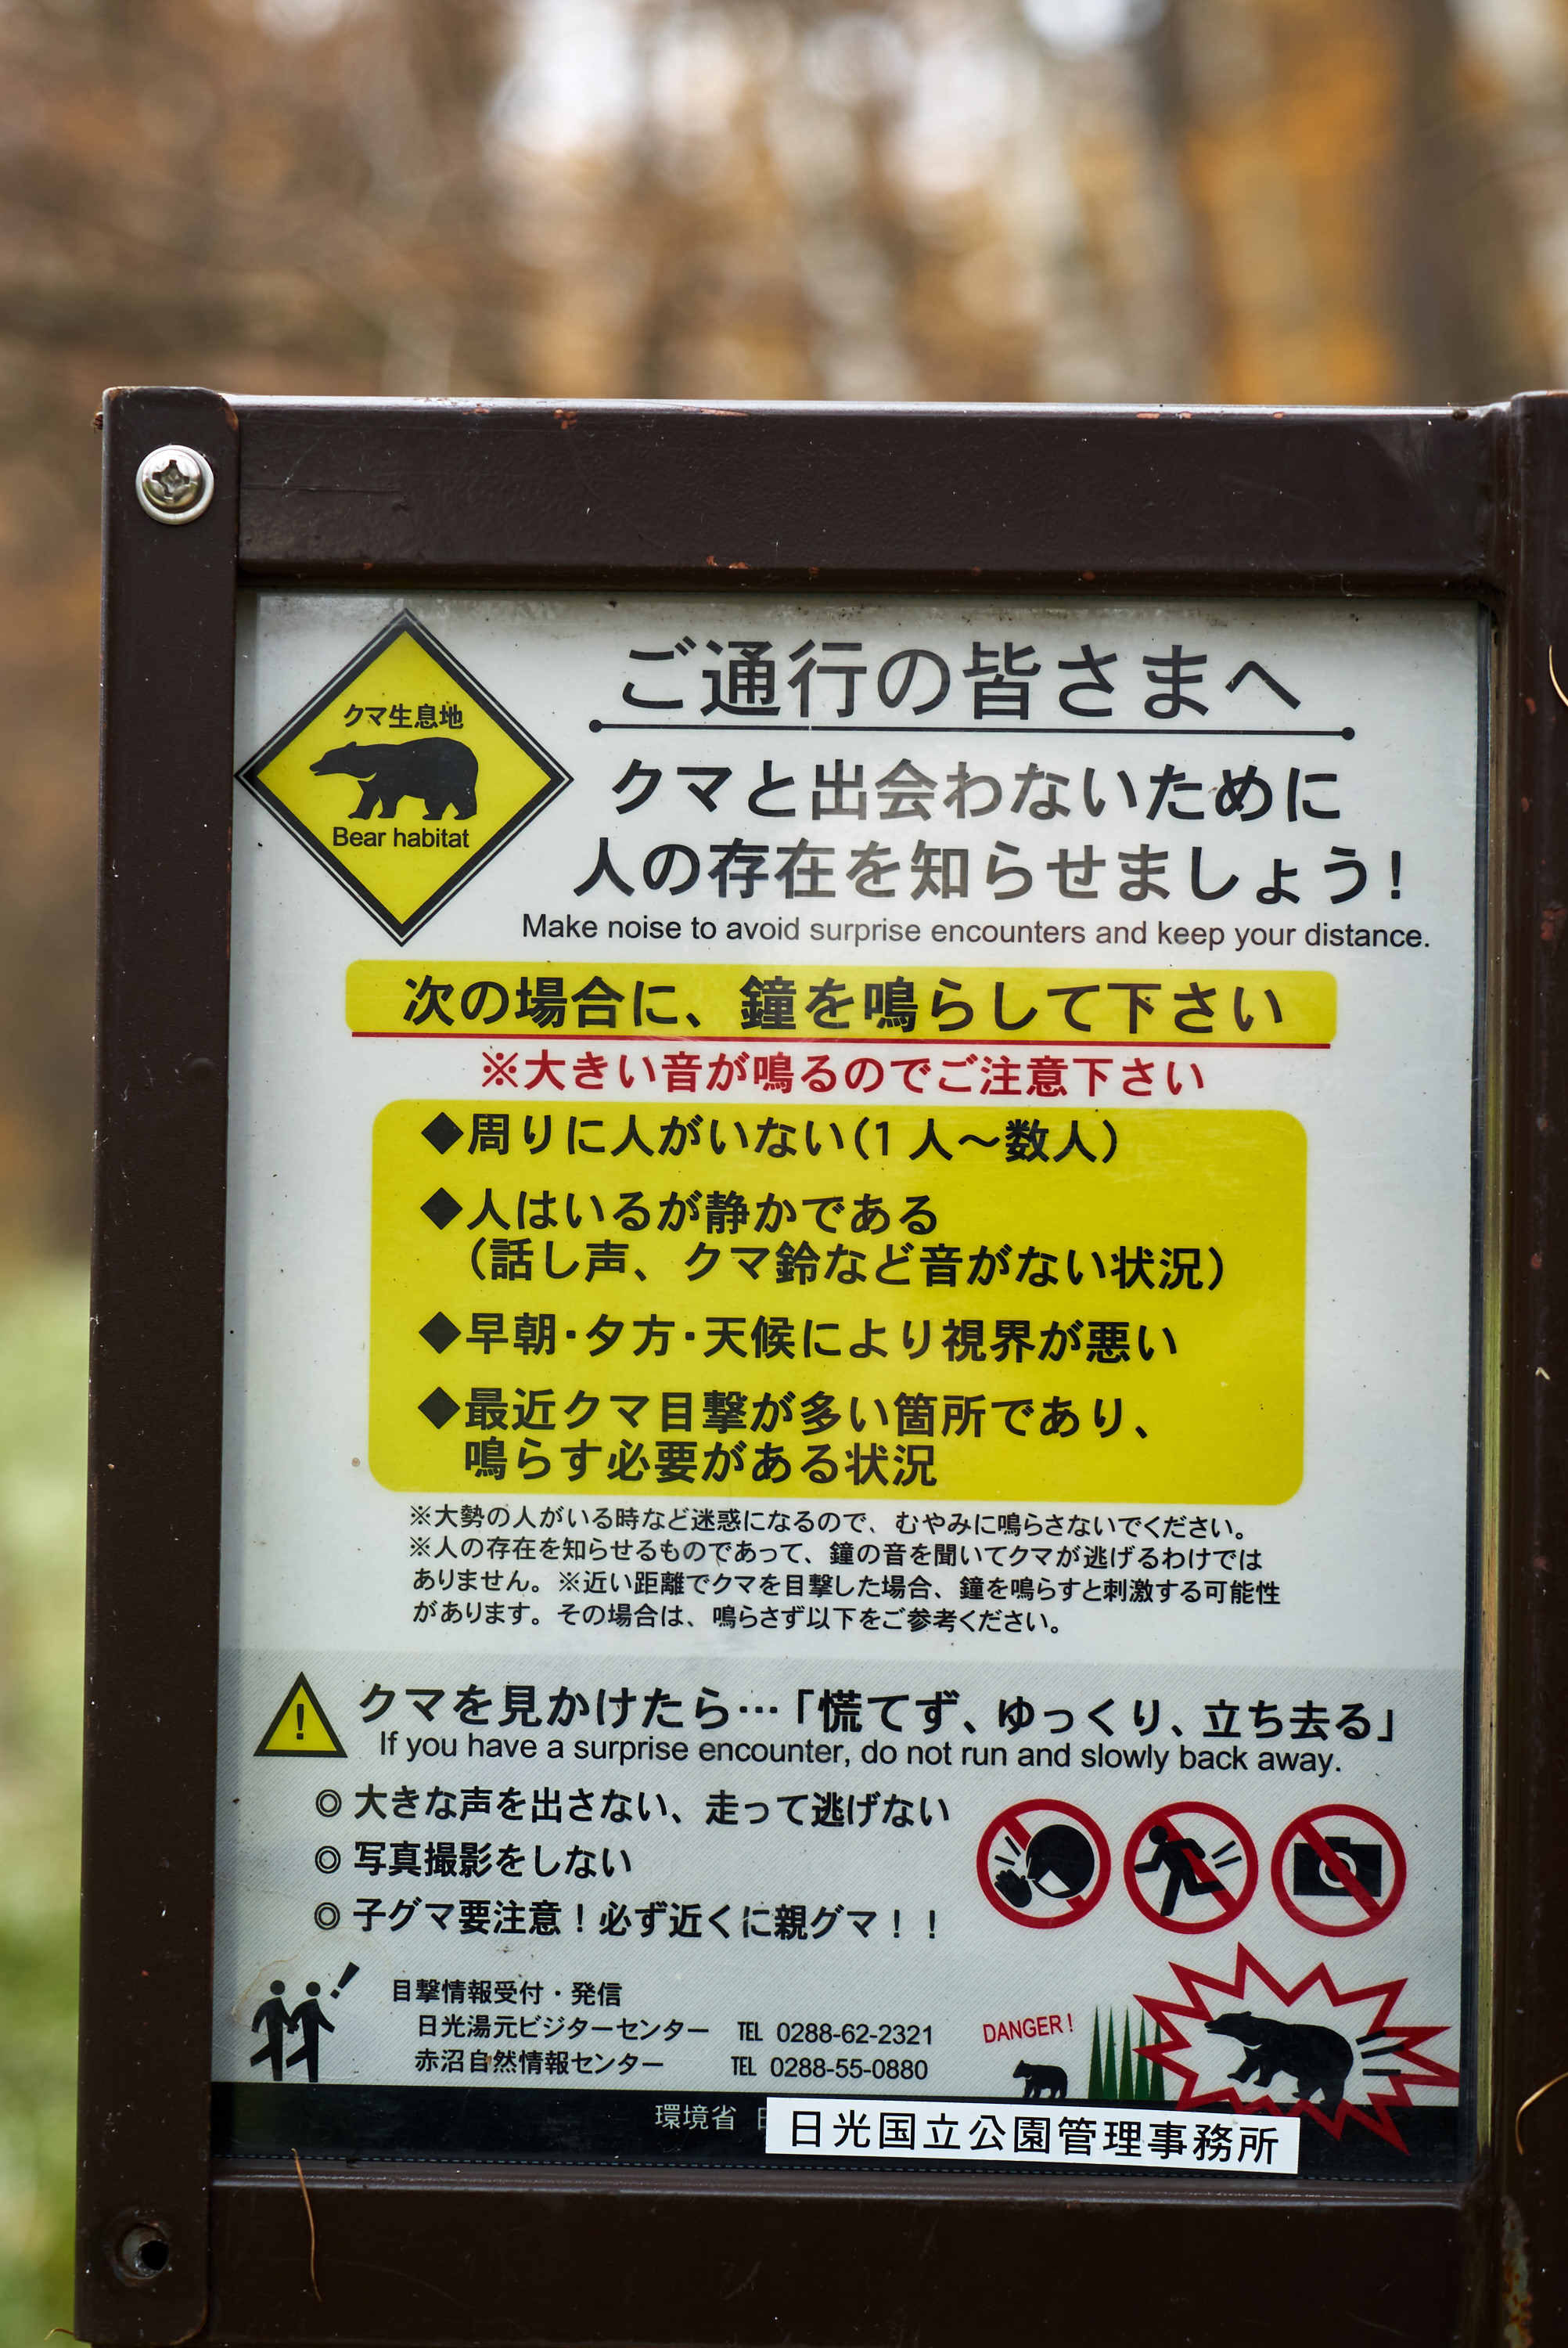 クマ生息地
Bear habitat
ご通行の皆さまへ
クマと出会わないために
人の存在を知らせましょう!
Make noise to avoid surprise encounters and keep your distance.
次の場合に、鐘を鳴らして下さい
※大きい音が鳴るのでご注意下さい
◆周りに人がいない(1人〜数人)
◆人はいるが静かである
(話し声、クマ鈴など音がない状況)
◆早朝・夕方・天候により視界が悪い
◆最近クマ目撃が多い箇所であり、
鳴らす必要がある状況
※大勢の人がいる時など迷惑になるので、むやみに鳴らさないでください。
※人の存在を知らせるものであって、鐘の音を聞いてクマが逃げるわけでは
ありません。※近い距離でクマを目撃した場合、鐘を鳴らすと刺激する可能性
があります。その場合は、鳴らさず以下をご参考ください。
!
クマを見かけたら…「慌てず、ゆっくり、立ち去る」
If you have a surprise encounter, do not run and slowly back away.
◎ 大きな声を出さない、走って逃げない
◎ 写真撮影をしない
◎ 子グマ要注意！必ず近くに親グマ！！
目撃情報受付・発信
日光湯元ビジターセンター TEL 0288-62-2321
赤沼自然情報センター TEL 0288-55-0880
DANGER!
環境省
日光国立公園管理事務所